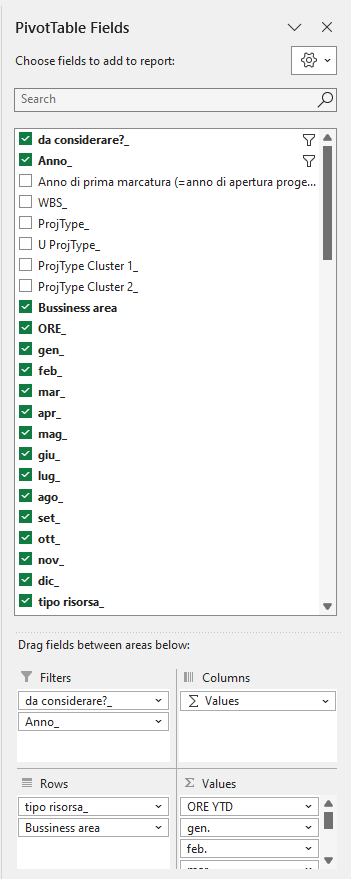 PivotTable Fields
Choose fields to add to report:
Search
da considerare?_
Anno_
Anno di prima marcatura (=anno di apertura proge...
WBS_
ProjType_
U ProjType_
ProjType Cluster 1_
ProjType Cluster 2_
Bussiness area
ORE_
gen_
feb_
mar_
apr_
mag_
giu_
lug_
ago_
set_
ott_
nov_
dic_
tipo risorsa_
Drag fields between areas below:
Filters
da considerare?_
Anno_
Columns
Σ Values
Rows
tipo risorsa_
Bussiness area
Σ Values
ORE YTD
gen.
feb.